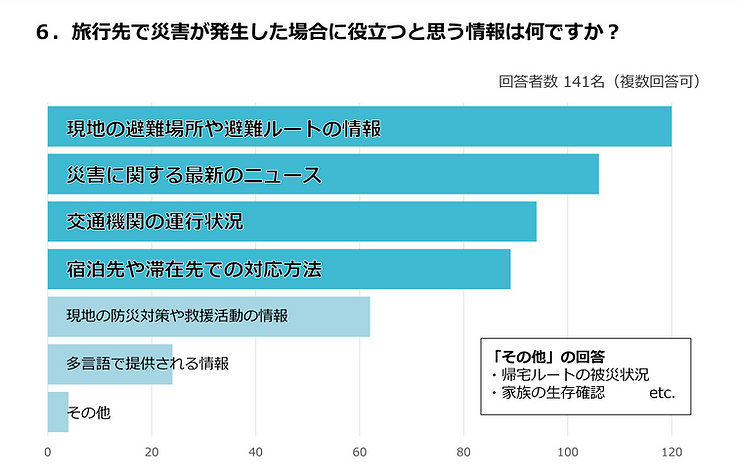 6．旅行先で災害が発生した場合に役立つと思う情報は何ですか？
回答者数 141名（複数回答可）
現地の避難場所や避難ルートの情報
災害に関する最新のニュース
交通機関の運行状況
宿泊先や滞在先での対応方法
現地の防災対策や救援活動の情報
多言語で提供される情報
その他
「その他」の回答
・帰宅ルートの被災状況
・家族の生存確認 etc.
0 20 40 60 80 100 120